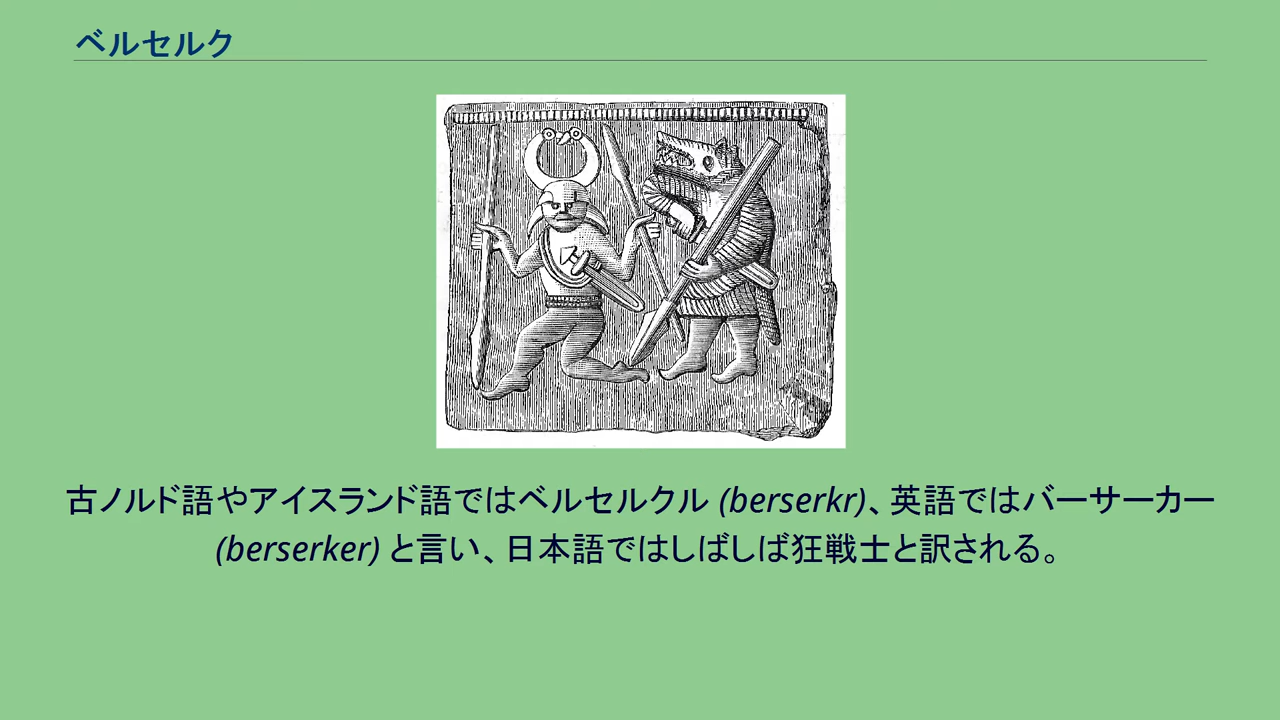 ベルセルク
古ノルド語やアイスランド語ではベルセルクル (berserkr)、英語ではバーサーカー
(berserker) と言い、日本語ではしばしば狂戦士と訳される。